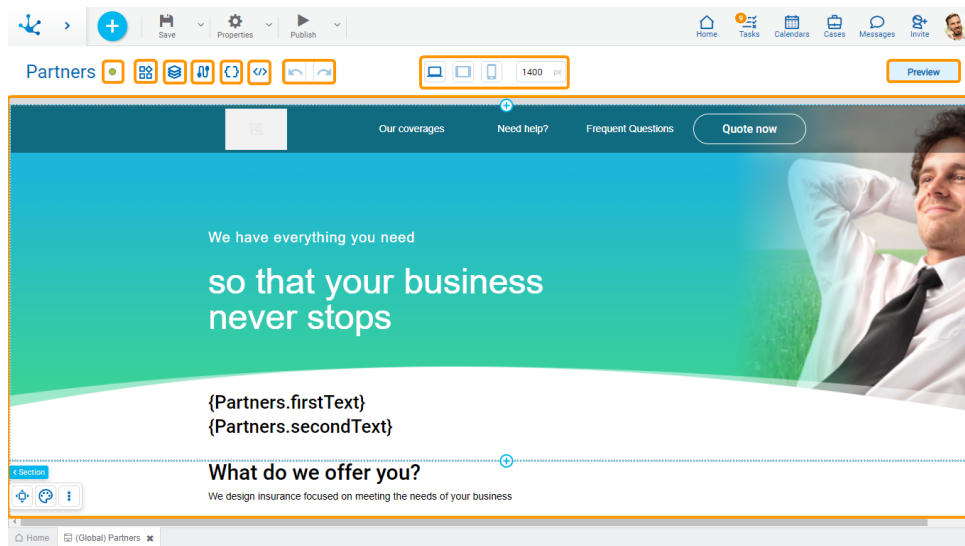 Save
Properties
Publish
Home
9
Tasks
Calendars
Cases
Messages
Invite
Partners
1400 px
Preview
Our coverages
Need help?
Frequent Questions
Quote now
We have everything you need
so that your business
never stops
{Partners.firstText}
{Partners.secondText}
Section
What do we offer you?
We design insurance focused on meeting the needs of your business
Home
(Global) Partners